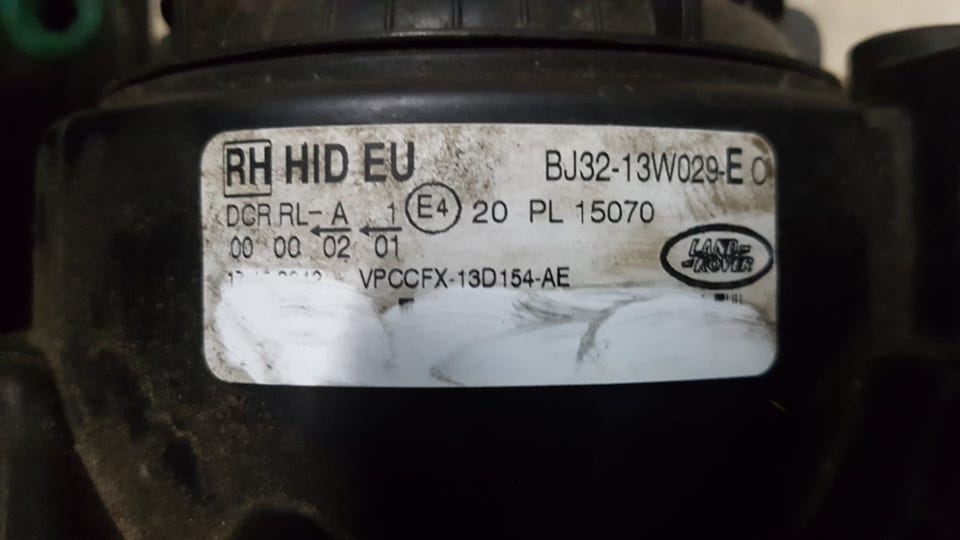 RH HID EU BJ32-13W029-E
DCR RL- A 1 E4 20 PL 15070
00 00 02 01
LAND-
-ROVER
VPCCFX-13D154-AE